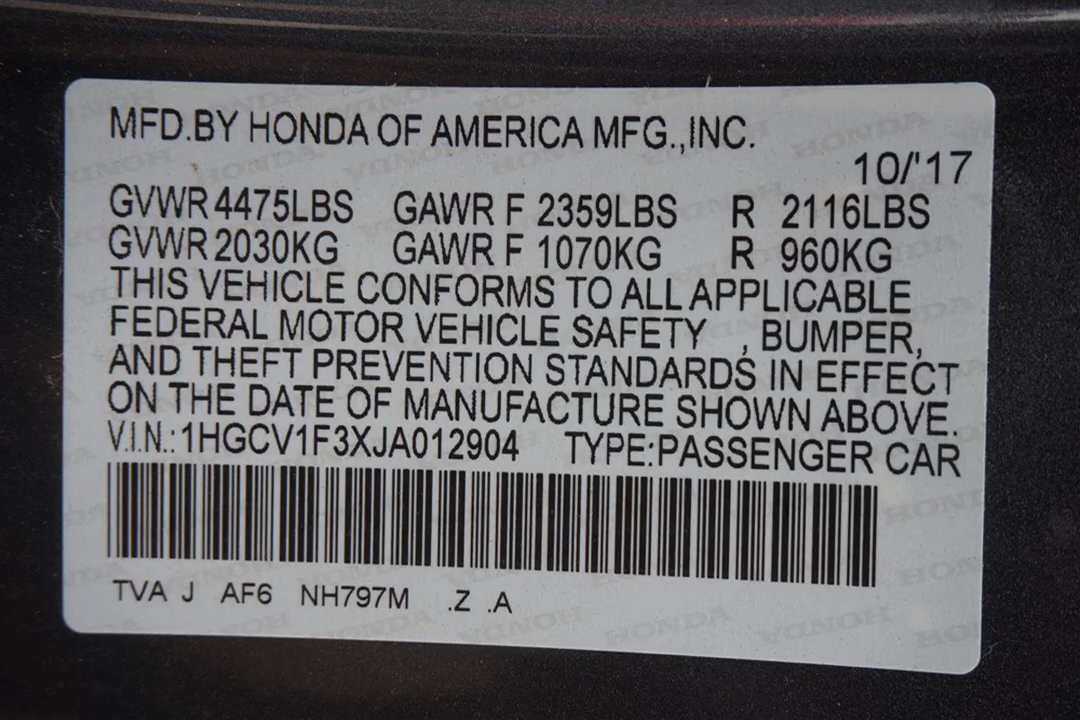 MFD.BY HONDA OF AMERICA MFG.,INC.
10/'17
GVWR 4475LBS GAWR F 2359LBS R 2116LBS
GVWR 2030KG GAWR F 1070KG R 960KG
THIS VEHICLE CONFORMS TO ALL APPLICABLE
FEDERAL MOTOR VEHICLE SAFETY , BUMPER,
AND THEFT PREVENTION STANDARDS IN EFFECT
ON THE DATE OF MANUFACTURE SHOWN ABOVE.
V.I.N.: 1HGCV1F3XJA012904 TYPE:PASSENGER CAR
TVA J AF6 NH797M .Z .A